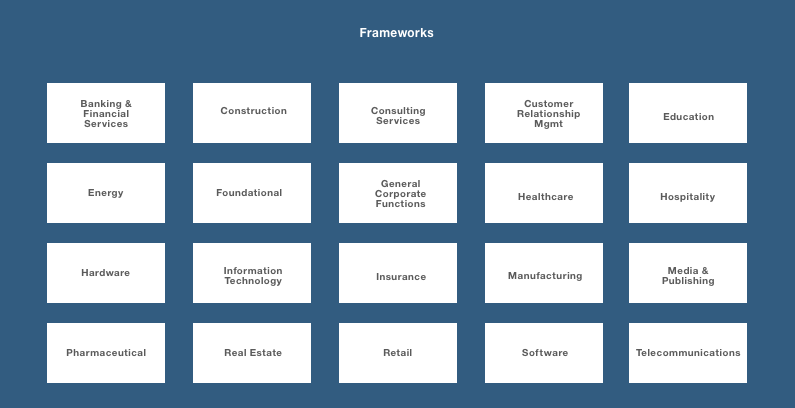 Frameworks
Banking &
Financial
Services
Construction
Consulting
Services
Customer
Relationship
Mgmt
Education
Energy
Foundational
General
Corporate
Functions
Healthcare
Hospitality
Hardware
Information
Technology
Insurance
Manufacturing
Media &
Publishing
Pharmaceutical
Real Estate
Retail
Software
Telecommunications